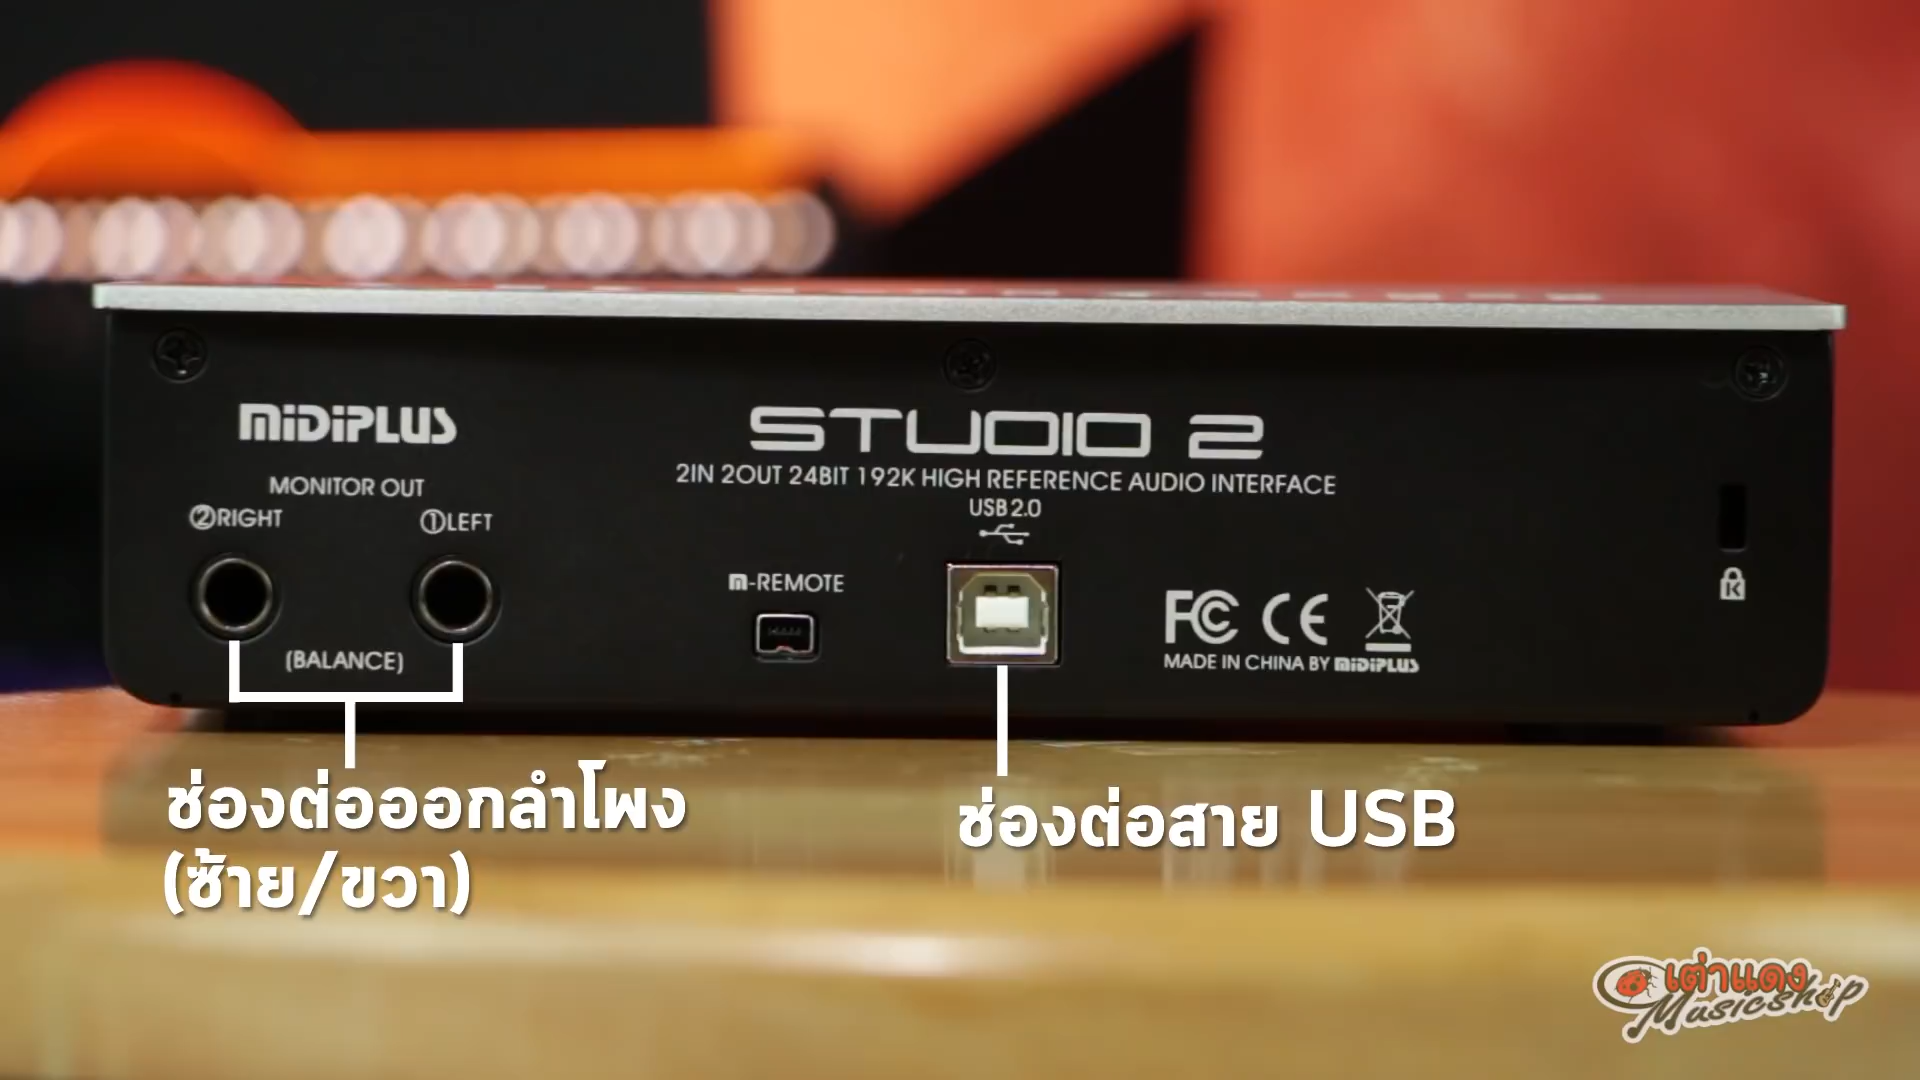 MiDiPLUS
MONITOR OUT
②RIGHT
①LEFT
(BALANCE)
STUDIO 2
2IN 2OUT 24BIT 192K HIGH REFERENCE AUDIO INTERFACE
USB 2.0
m-REMOTE
FC CE
MADE IN CHINA BY MiDiPLUS
K
ช่องต่อออกลำโพง
(ซ้าย/ขวา)
ช่องต่อสาย USB
เต่าแดง
Musicshop